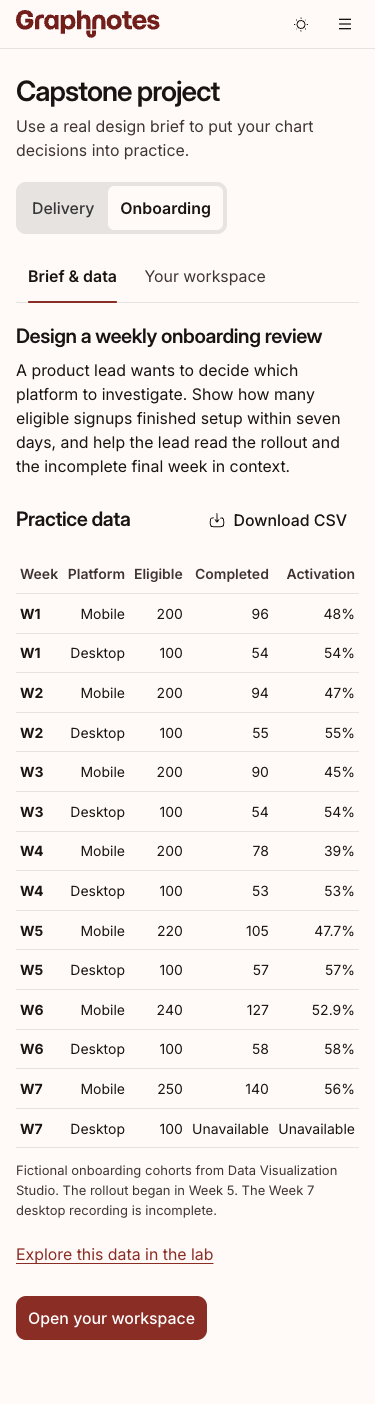 Graphnotes
Capstone project
Use a real design brief to put your chart
decisions into practice.
Delivery Onboarding
Brief & data Your workspace
Design a weekly onboarding review
A product lead wants to decide which
platform to investigate. Show how many
eligible signups finished setup within seven
days, and help the lead read the rollout and
the incomplete final week in context.
Practice data Download CSV
Week Platform Eligible Completed Activation
W1 Mobile 200 96 48%
W1 Desktop 100 54 54%
W2 Mobile 200 94 47%
W2 Desktop 100 55 55%
W3 Mobile 200 90 45%
W3 Desktop 100 54 54%
W4 Mobile 200 78 39%
W4 Desktop 100 53 53%
W5 Mobile 220 105 47.7%
W5 Desktop 100 57 57%
W6 Mobile 240 127 52.9%
W6 Desktop 100 58 58%
W7 Mobile 250 140 56%
W7 Desktop 100 Unavailable Unavailable
Fictional onboarding cohorts from Data Visualization
Studio. The rollout began in Week 5. The Week 7
desktop recording is incomplete.
Explore this data in the lab
Open your workspace